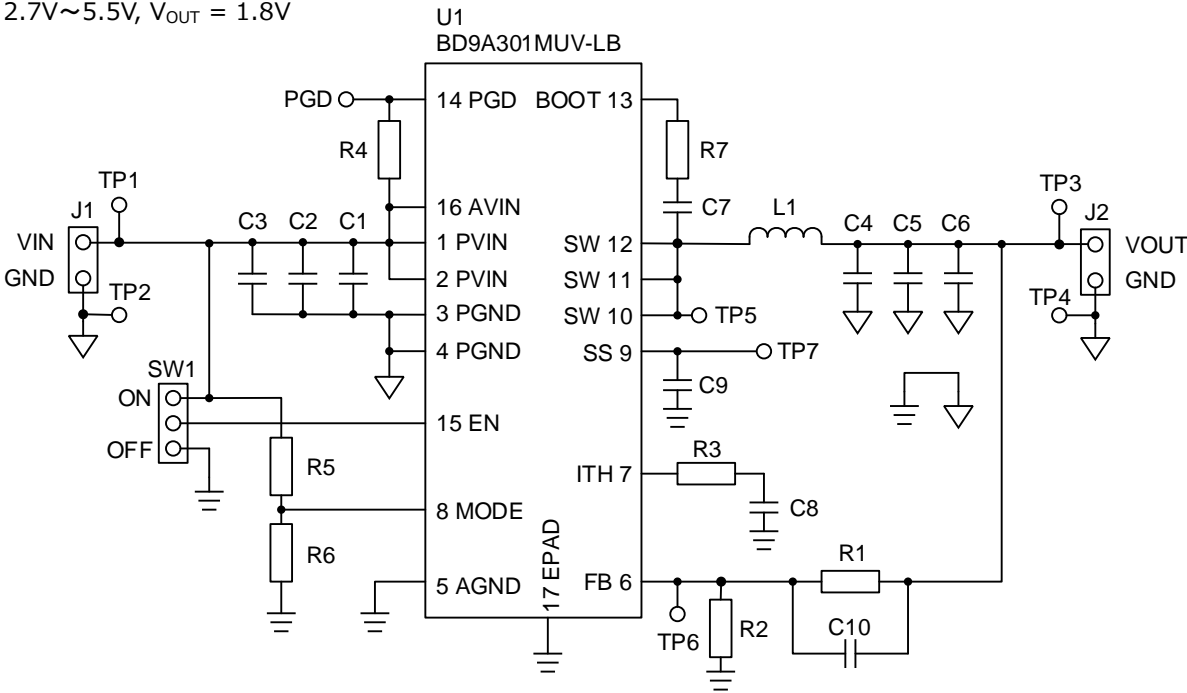 2.7V～5.5V, VOUT = 1.8V
U1
BD9A301MUV-LB
PGD
14 PGD
BOOT 13
R4
R7
TP1
16 AVIN
C7
TP3
J1
C3
C2
C1
L1
C4
C5
C6
J2
VIN
1 PVIN
SW 12
VOUT
GND
2 PVIN
SW 11
GND
TP2
3 PGND
SW 10
TP5
TP4
4 PGND
SS 9
TP7
SW1
C9
ON
15 EN
OFF
R5
ITH 7
R3
8 MODE
C8
R6
17 EPAD
R1
5 AGND
FB 6
TP6
R2
C10